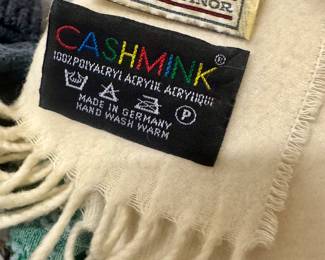 CASHMINK®
100% POLYACRYL ACRYLIC ACRYLIQUE
P
MADE IN GERMANY
HAND WASH WARM